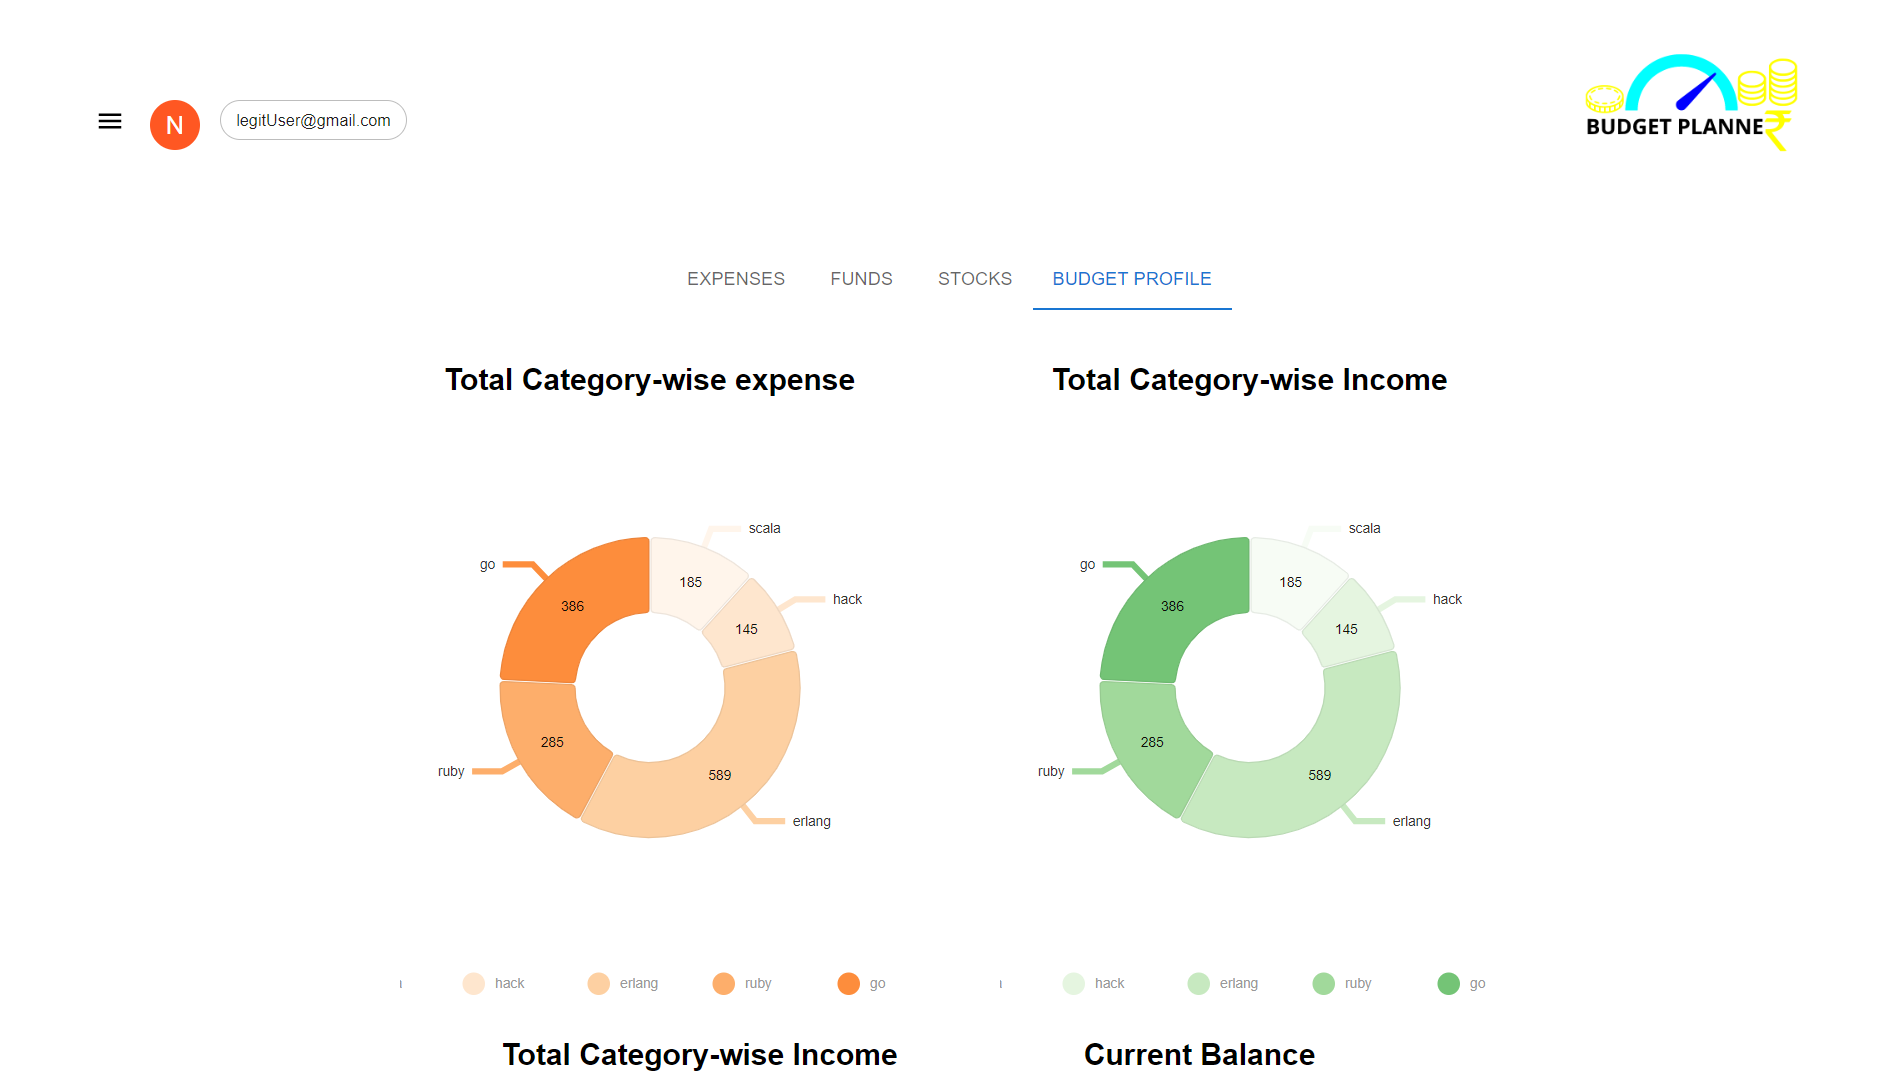 N
legitUser@gmail.com
BUDGET PLANNE₹
EXPENSES FUNDS STOCKS BUDGET PROFILE
Total Category-wise expense
Total Category-wise Income
scala
go
185
hack
386
145
285
589
ruby
erlang
scala
go
185
hack
386
145
285
589
ruby
erlang
hack erlang ruby go
hack erlang ruby go
Total Category-wise Income
Current Balance